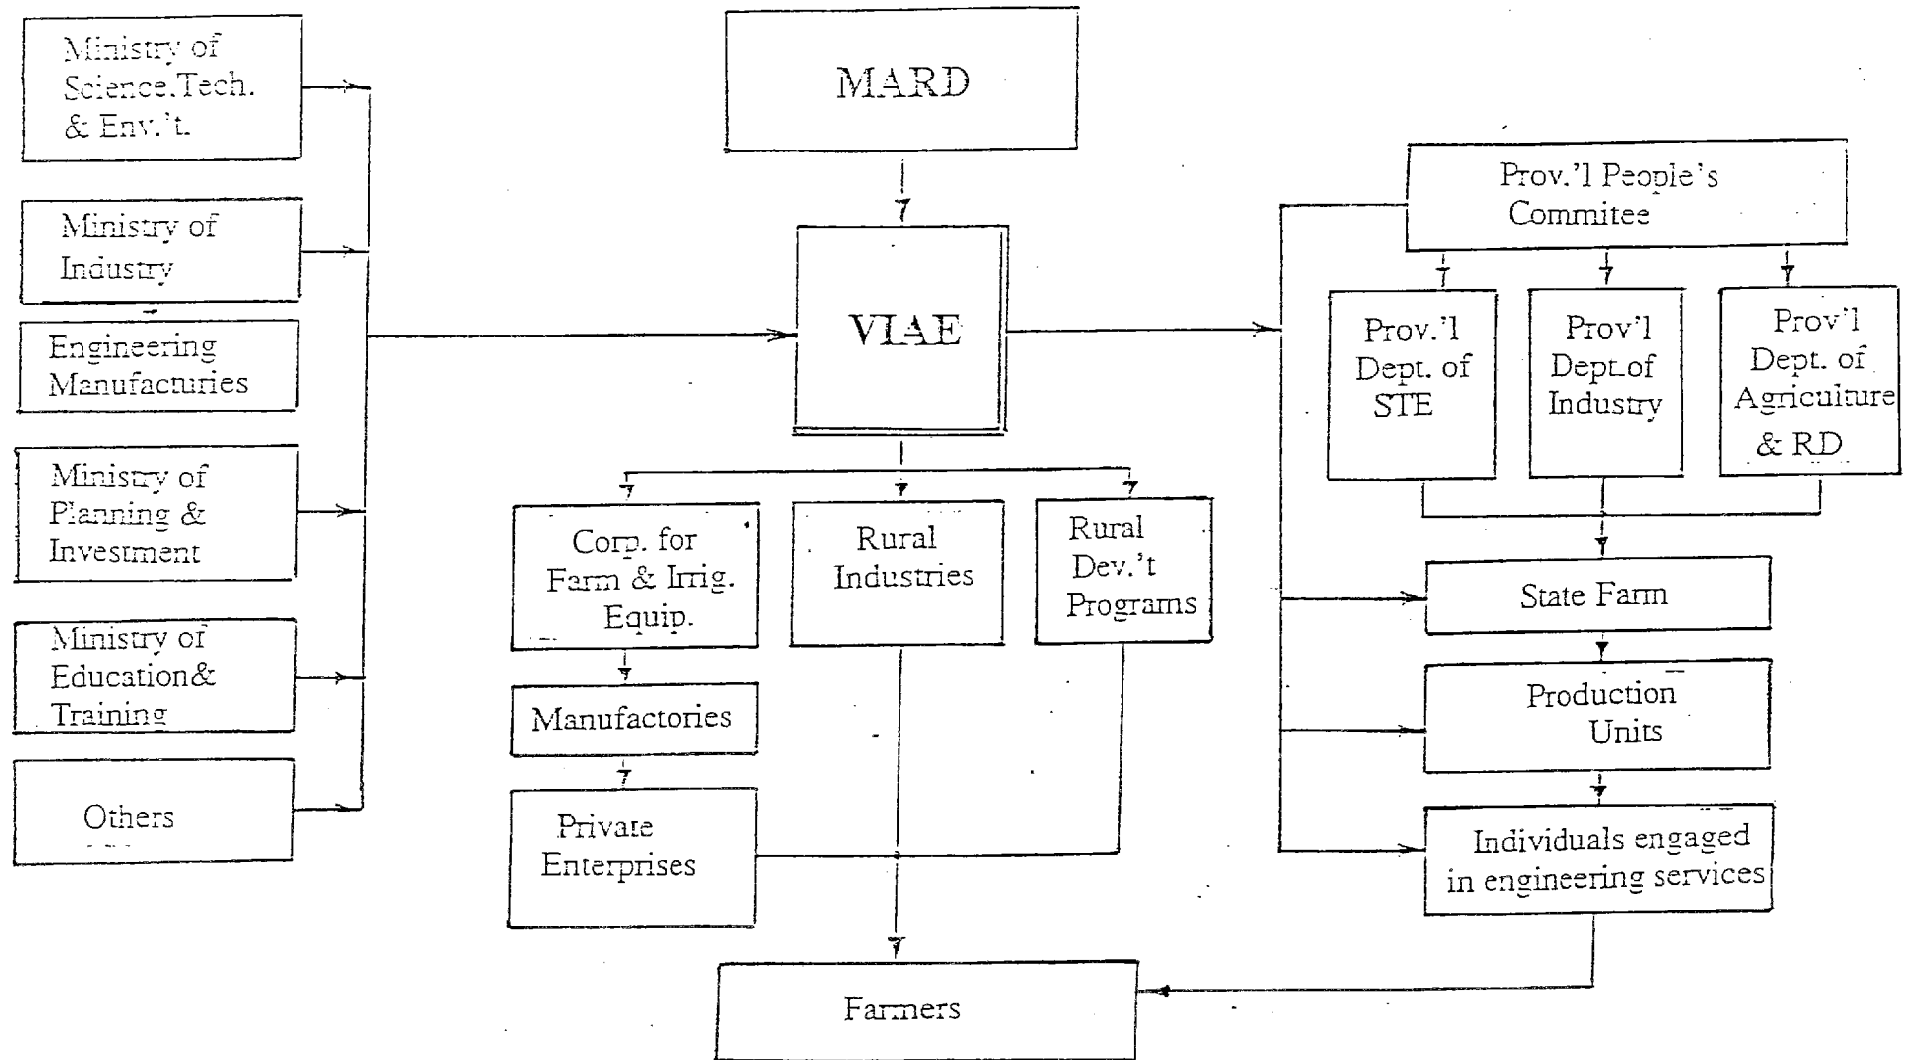 Ministry of
Science.Tech.
& Env.'t.
Ministry of
Industry
Engineering
Manufacturies
Ministry of
Planning &
Investment
Ministry of
Education&
Training
Others
MARD
VIAE
Corp. for
Farm & Irrig.
Equip.
Manufactories
Private
Enterprises
Rural
Industries
Rural
Dev.'t
Programs
Farmers
Prov.'l People's
Commitee
Prov.'l
Dept. of
STE
Prov'l
Dept.of
Industry
Prov'l
Dept. of
Agriculture
& RD
State Farm
Production
Units
Individuals engaged
in engineering services